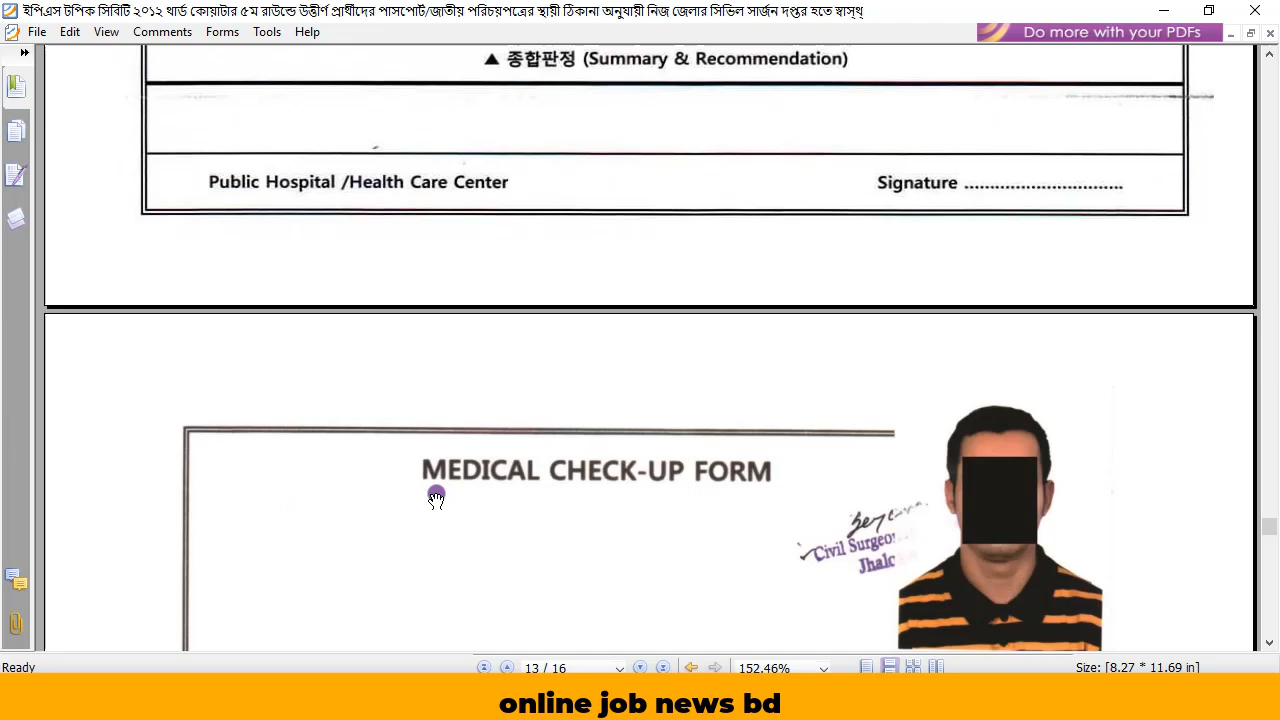 ইপিএস টপিক সিবিটি ২০১২ থার্ড কোয়াটার ৫ম রাউন্ডে উত্তীর্ণ প্রার্থীদের পাসপোর্ট/জাতীয় পরিচয়পত্রের স্থায়ী ঠিকানা অনুযায়ী নিজ জেলার সিভিল সার্জন দপ্তর হতে স্বাস্থ্
File Edit View Comments Forms Tools Help
Do more with your PDFs
▲ 종합판정 (Summary & Recommendation)
Public Hospital /Health Care Center
Signature ................................
MEDICAL CHECK-UP FORM
Civil Surgeo
Jhalc
Ready
13 / 16
152.46%
Size: [8.27 * 11.69 in]
online job news bd